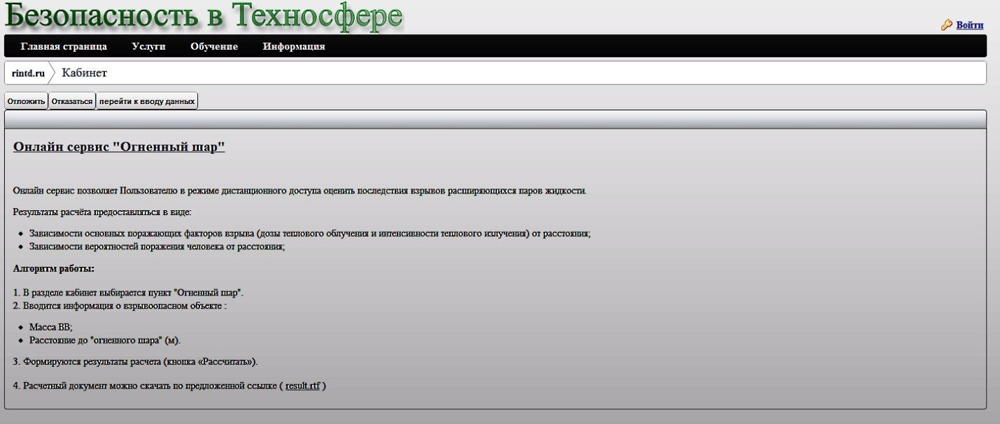 Безопасность в Техносфере
Войти
Главная страница Услуги Обучение Информация
rintd.ru Кабинет
Отложить Отказаться перейти к вводу данных
Онлайн сервис "Огненный шар"
Онлайн сервис позволяет Пользователю в режиме дистанционного доступа оценить последствия взрывов расширяющихся паров жидкости.
Результаты расчёта предоставляться в виде:
• Зависимости основных поражающих факторов взрыва (дозы теплового облучения и интенсивности теплового излучения) от расстояния;
• Зависимости вероятностей поражения человека от расстояния;
Алгоритм работы:
1. В разделе кабинет выбирается пункт "Огненный шар".
2. Вводится информация о взрывоопасном объекте :
• Масса ВВ;
• Расстояние до "огненного шара" (м).
3. Формируются результаты расчета (кнопка «Рассчитать»).
4. Расчетный документ можно скачать по предложенной ссылке ( result.rtf )